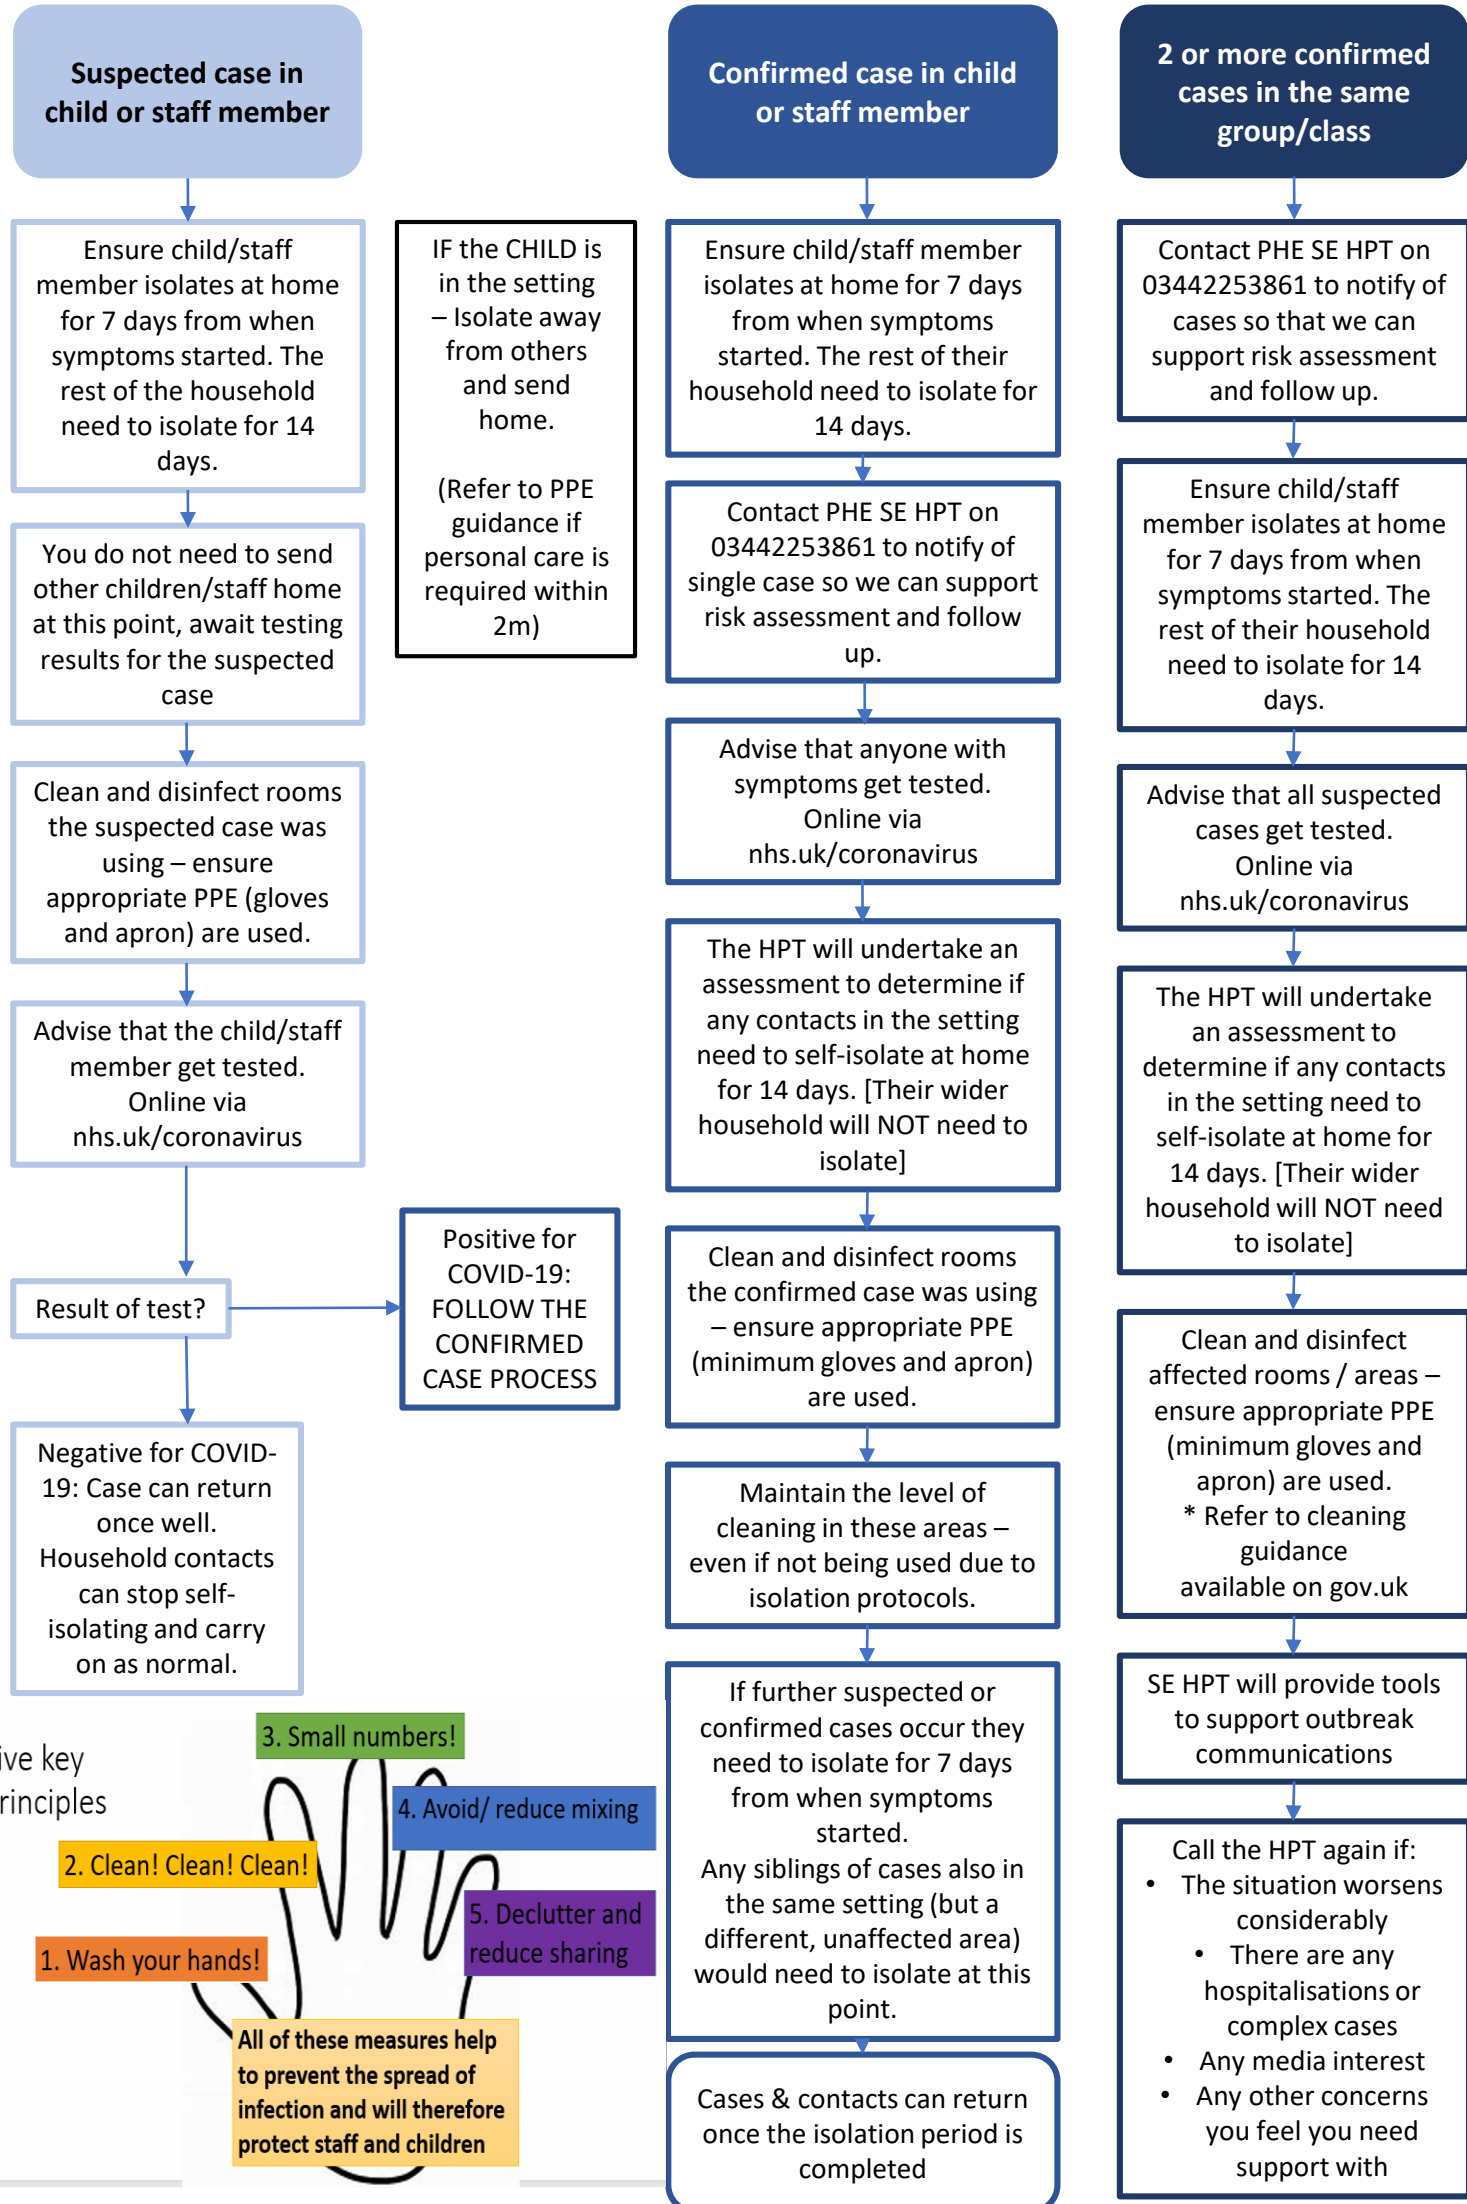 Suspected case in
child or staff member
Ensure child/staff
member isolates at home
for 7 days from when
symptoms started. The
rest of the household
need to isolate for 14
days.
You do not need to send
other children/staff home
at this point, await testing
results for the suspected
case
Clean and disinfect rooms
the suspected case was
using – ensure
appropriate PPE (gloves
and apron) are used.
Advise that the child/staff
member get tested.
Online via
nhs.uk/coronavirus
Result of test?
Positive for
COVID-19:
FOLLOW THE
CONFIRMED
CASE PROCESS
Negative for COVID-
19: Case can return
once well.
Household contacts
can stop self-
isolating and carry
on as normal.
IF the CHILD is
in the setting
– Isolate away
from others
and send
home.
(Refer to PPE
guidance if
personal care is
required within
2m)
Confirmed case in child
or staff member
Ensure child/staff member
isolates at home for 7 days
from when symptoms
started. The rest of their
household need to isolate for
14 days.
Contact PHE SE HPT on
03442253861 to notify of
single case so we can support
risk assessment and follow
up.
Advise that anyone with
symptoms get tested.
Online via
nhs.uk/coronavirus
The HPT will undertake an
assessment to determine if
any contacts in the setting
need to self-isolate at home
for 14 days. [Their wider
household will NOT need to
isolate]
Clean and disinfect rooms
the confirmed case was using
– ensure appropriate PPE
(minimum gloves and apron)
are used.
Maintain the level of
cleaning in these areas –
even if not being used due to
isolation protocols.
If further suspected or
confirmed cases occur they
need to isolate for 7 days
from when symptoms
started.
Any siblings of cases also in
the same setting (but a
different, unaffected area)
would need to isolate at this
point.
Cases & contacts can return
once the isolation period is
completed
2 or more confirmed
cases in the same
group/class
Contact PHE SE HPT on
03442253861 to notify of
cases so that we can
support risk assessment
and follow up.
Ensure child/staff
member isolates at home
for 7 days from when
symptoms started. The
rest of their household
need to isolate for 14
days.
Advise that all suspected
cases get tested.
Online via
nhs.uk/coronavirus
The HPT will undertake
an assessment to
determine if any contacts
in the setting need to
self-isolate at home for
14 days. [Their wider
household will NOT need
to isolate]
Clean and disinfect
affected rooms / areas –
ensure appropriate PPE
(minimum gloves and
apron) are used.
* Refer to cleaning
guidance
available on gov.uk
SE HPT will provide tools
to support outbreak
communications
Call the HPT again if:
• The situation worsens
considerably
• There are any
hospitalisations or
complex cases
• Any media interest
• Any other concerns
you feel you need
support with
ive key
rinciples
3. Small numbers!
4. Avoid/ reduce mixing
2. Clean! Clean! Clean!
5. Declutter and
reduce sharing
1. Wash your hands!
All of these measures help
to prevent the spread of
infection and will therefore
protect staff and children